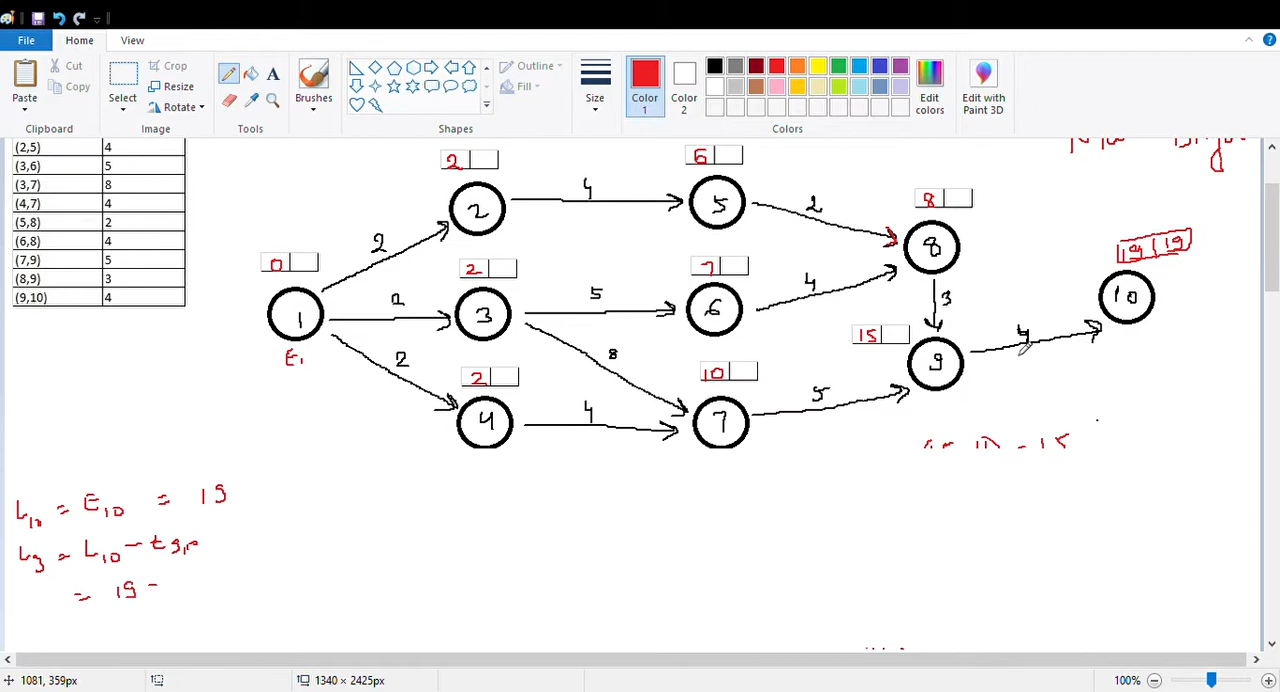 File Home View
Paste
Cut
Copy
Clipboard
Select
Crop
Resize
Rotate
Image
Tools
Brushes
Outline
Fill
Shapes
Size
Color 1
Color 2
Edit colors
Colors
Edit with Paint 3D
(2,5) 4
(3,6) 5
(3,7) 8
(4,7) 4
(5,8) 2
(6,8) 4
(7,9) 5
(8,9) 3
(9,10) 4
2 6
2 4 5 2 8
2 8 19 19
0 2 7 3 10
1 2 3 5 6 4
E1 15
2 8 9 4
2 10
4 4 7 5
L10 = E10 = 19
L9 = L10 - t9,10
= 19 -
1081, 359px
1340 × 2425px
100%